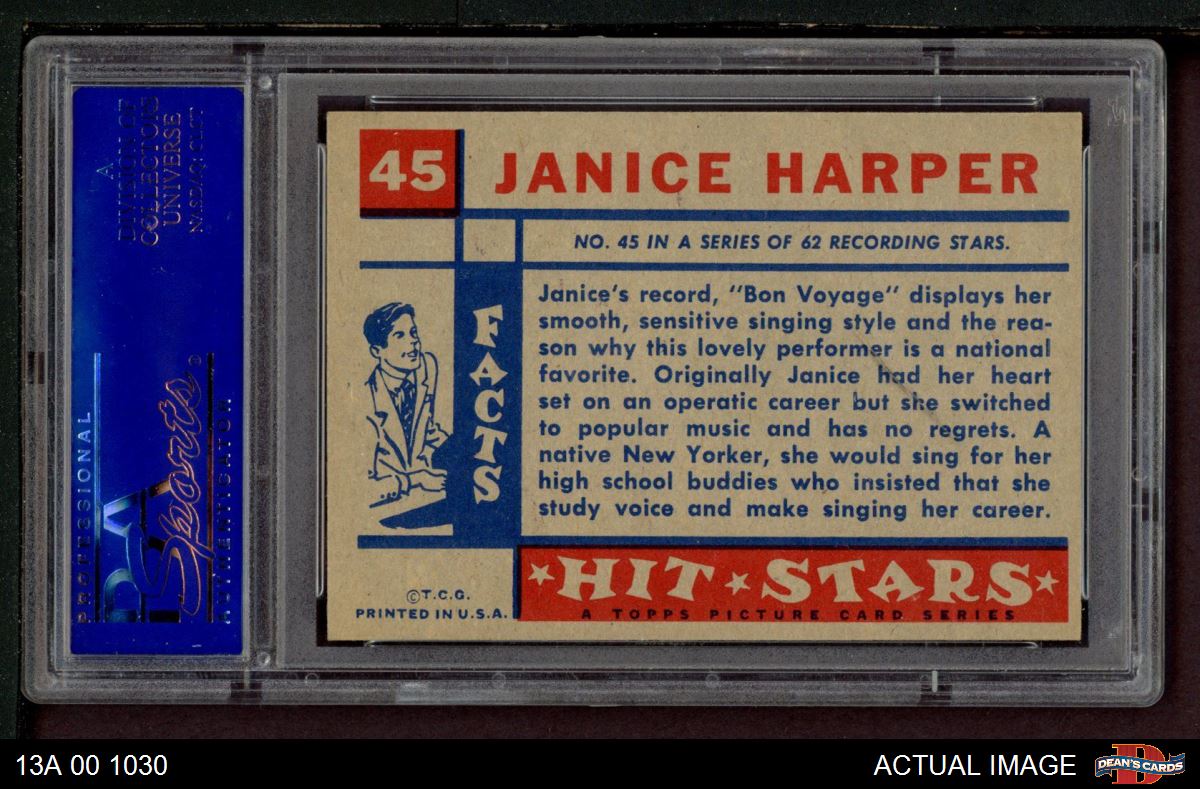 A
DIVISION OF
COLLECTORS
UNIVERSE
NASDAQ: CLCT
PROFESSIONAL
PSA
Sports
AUTHENTICATOR
45
JANICE HARPER
NO. 45 IN A SERIES OF 62 RECORDING STARS.
FACTS
Janice's record, "Bon Voyage" displays her
smooth, sensitive singing style and the rea-
son why this lovely performer is a national
favorite. Originally Janice had her heart
set on an operatic career but she switched
to popular music and has no regrets. A
native New Yorker, she would sing for her
high school buddies who insisted that she
study voice and make singing her career.
©T.C.G.
PRINTED IN U.S.A.
HIT STARS
A TOPPS PICTURE CARD SERIES
13A 00 1030
ACTUAL IMAGE
D
DEAN'S CARDS